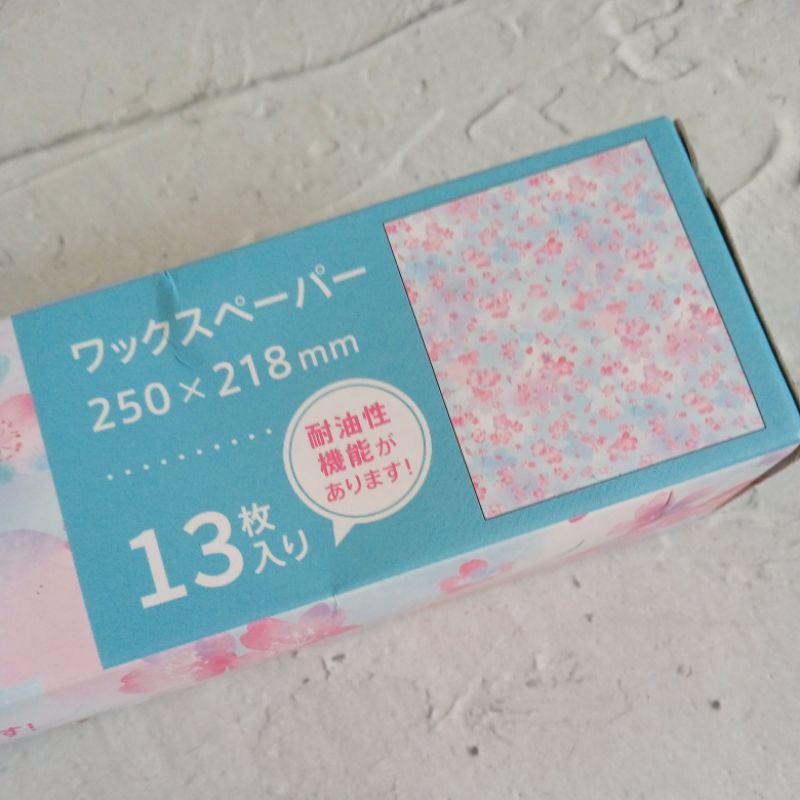 ワックスペーパー
250×218mm
耐油性
機能が
あります!
13枚入り
す!